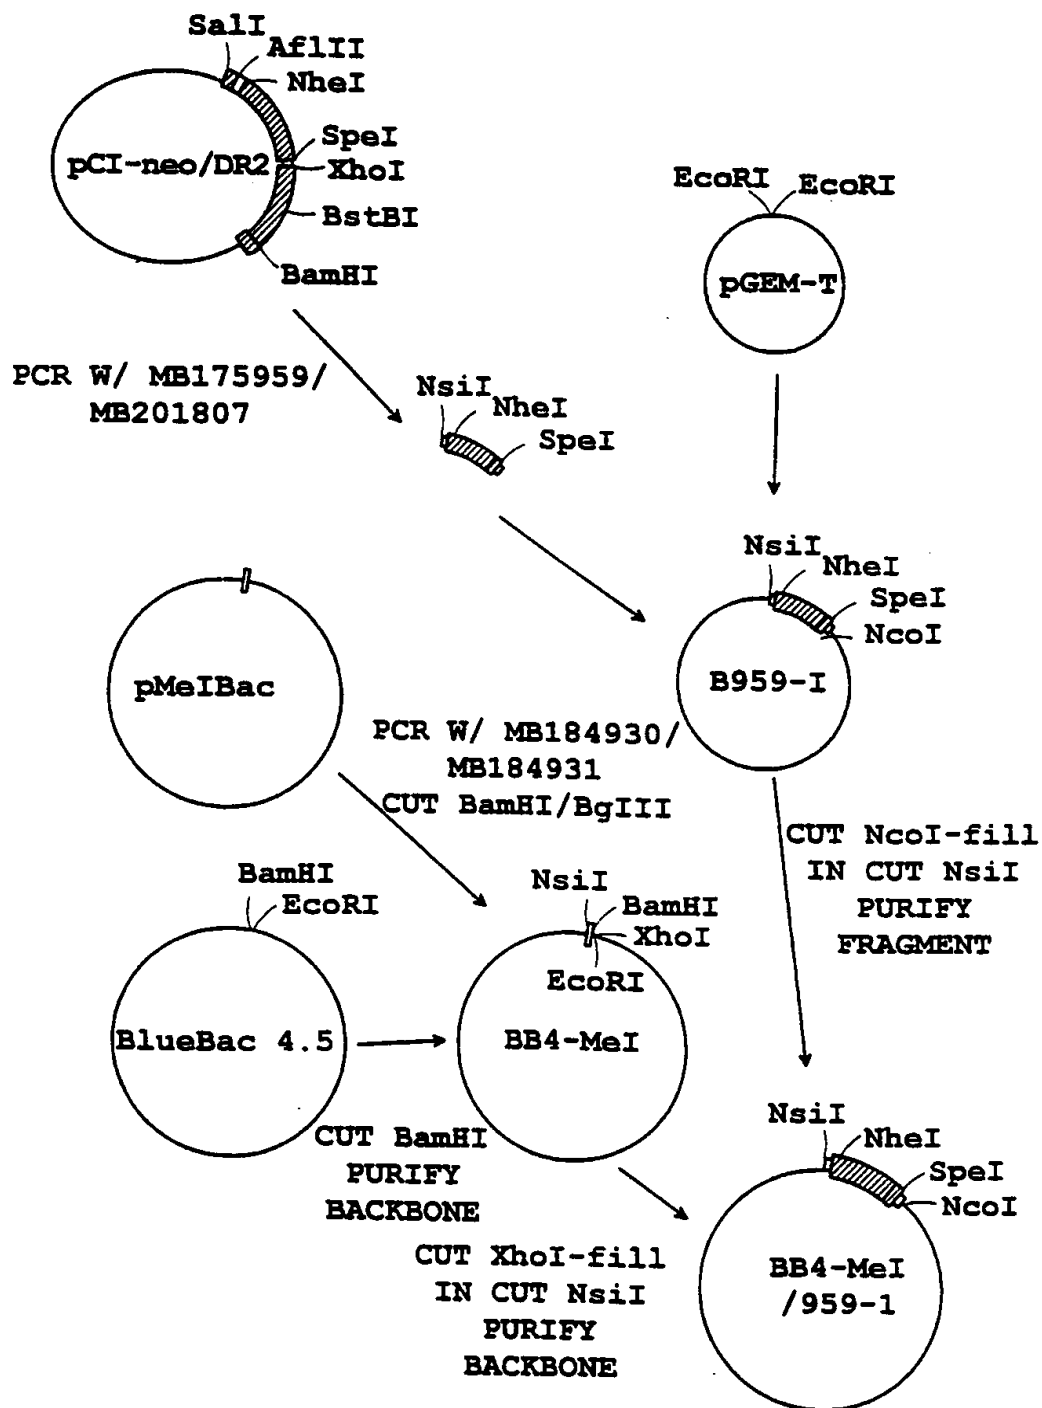 SalI
AflII
NheI
SpeI
pCI-neo/DR2
XhoI
BstBI
BamHI
EcoRI
EcoRI
pGEM-T
PCR W/ MB175959/
MB201807
NsiI
NheI
SpeI
NsiI
NheI
SpeI
NcoI
B959-I
pMeIBac
PCR W/ MB184930/
MB184931
CUT BamHI/BgIII
CUT NcoI-fill
IN CUT NsiI
PURIFY
FRAGMENT
BamHI
EcoRI
NsiI
BamHI
XhoI
EcoRI
BlueBac 4.5
BB4-MeI
CUT BamHI
PURIFY
BACKBONE
NsiI
NheI
SpeI
NcoI
CUT XhoI-fill
IN CUT NsiI
PURIFY
BACKBONE
BB4-MeI
/959-1